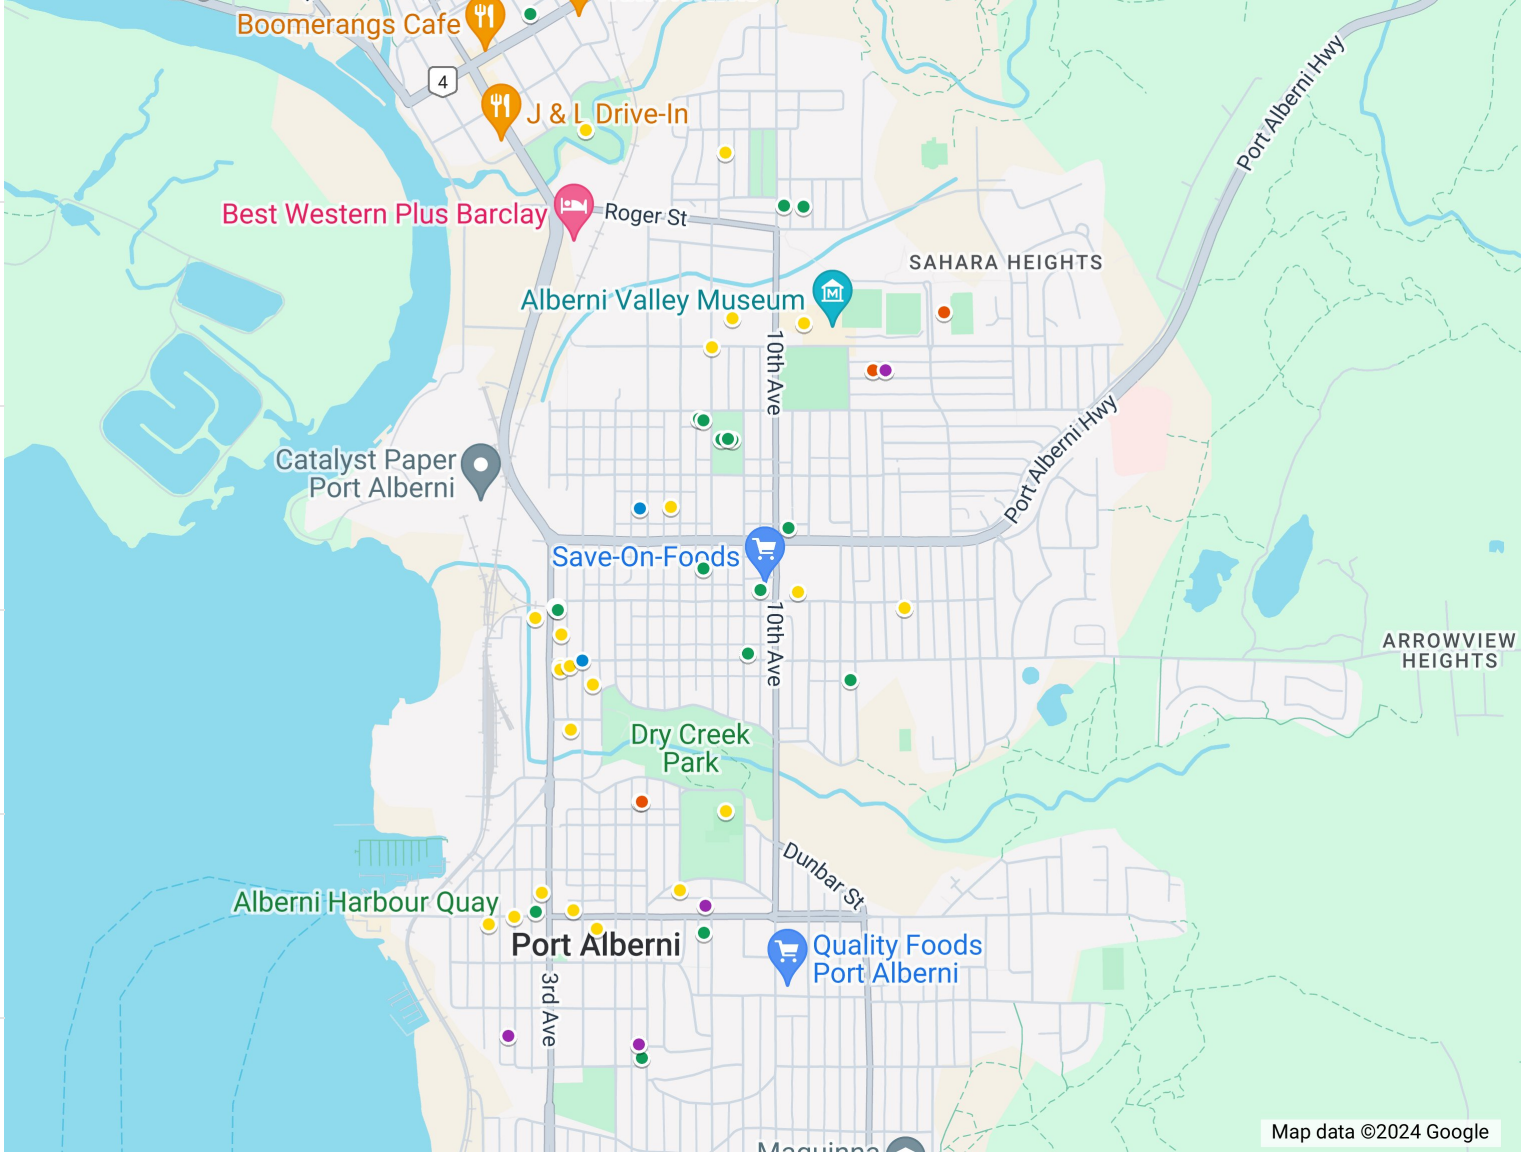 Boomerangs Cafe
4
J & L Drive-In
Port Alberni Hwy
Best Western Plus Barclay
Roger St
SAHARA HEIGHTS
Alberni Valley Museum
M
10th Ave
Port Alberni Hwy
Catalyst Paper
Port Alberni
Save-On-Foods
10th Ave
ARROWVIEW
HEIGHTS
Dry Creek
Park
Dunbar St
Alberni Harbour Quay
Port Alberni
Quality Foods
Port Alberni
3rd Ave
Map data ©2024 Google
Maquinna